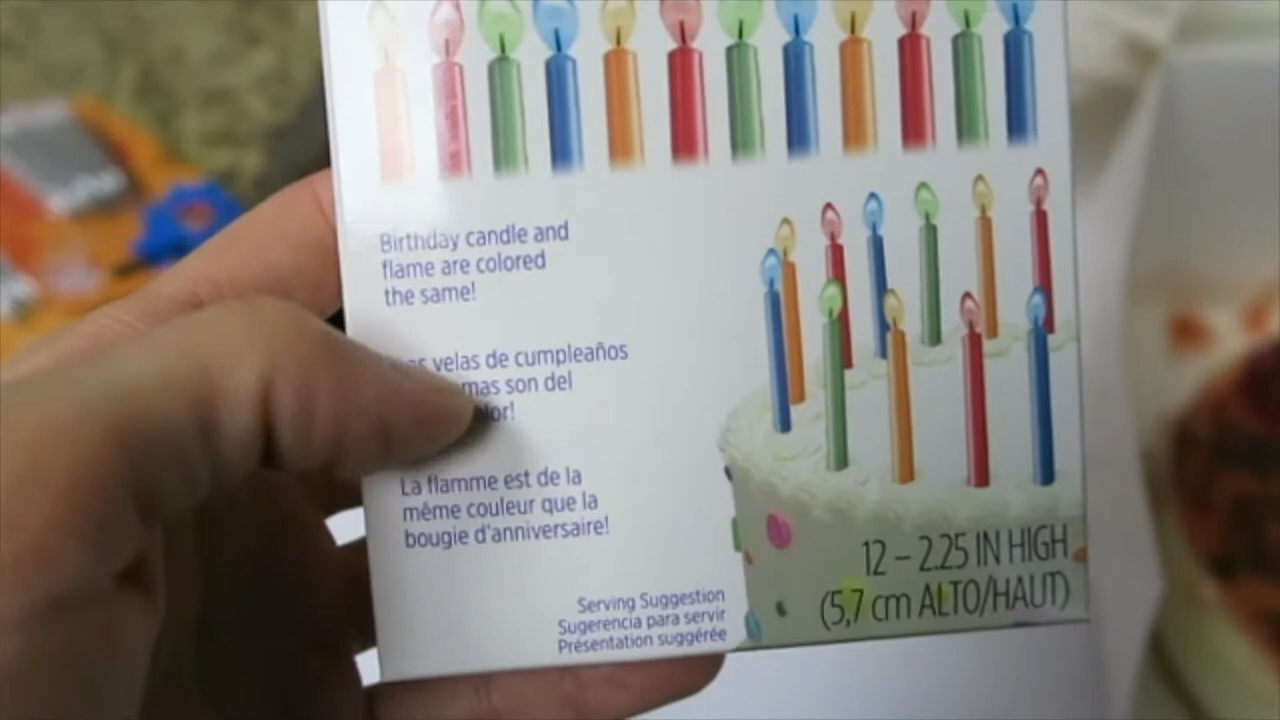 Birthday candle and
flame are colored
the same!
velas de cumpleaños
son del
La flamme est de la
même couleur que la
bougie d'anniversaire!
Serving Suggestion
Sugerencia para servir
Présentation suggérée
12 – 2.25 IN HIGH
(5,7 cm ALTO/HAUT)